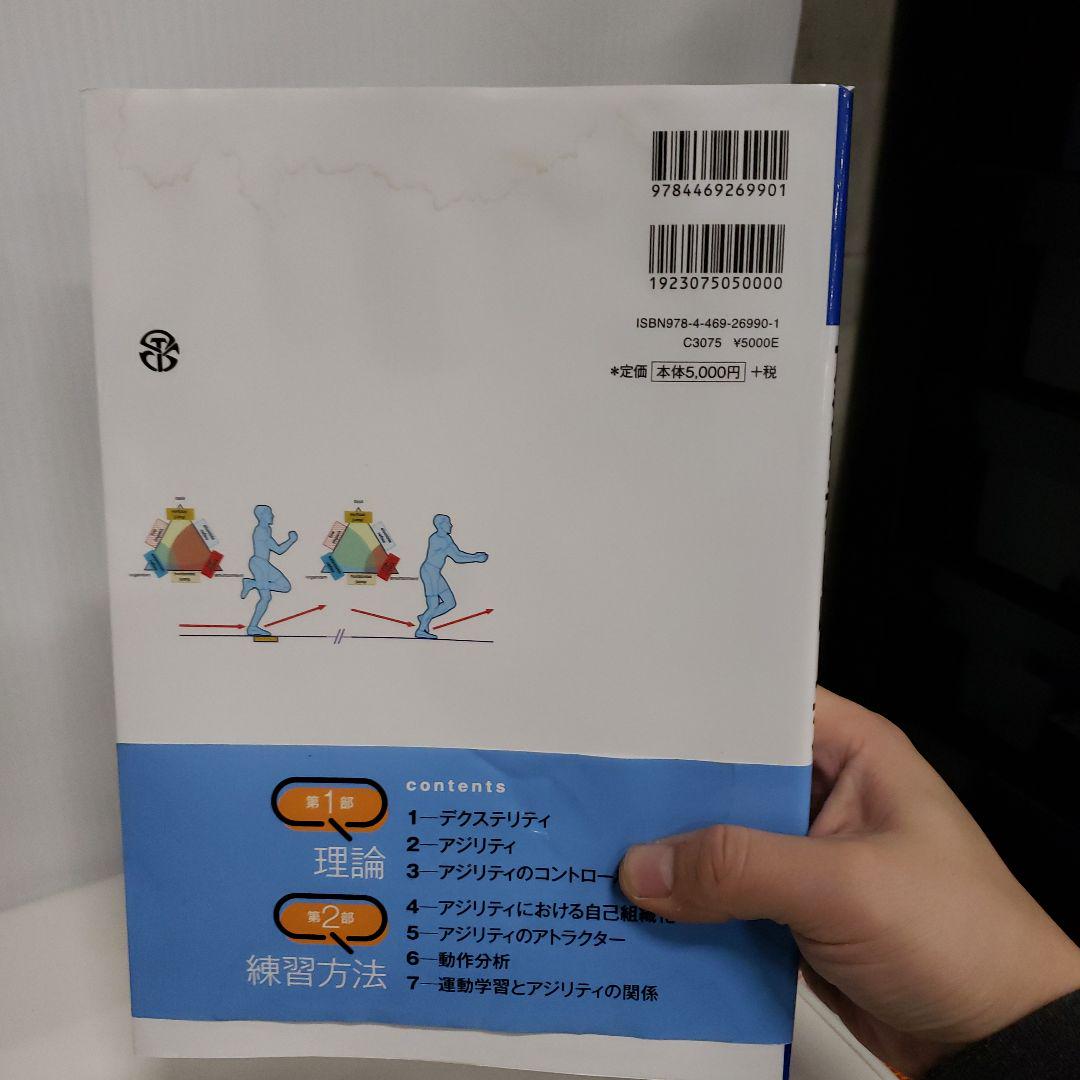 9784469269901
1923075050000
ISBN978-4-469-26990-1
C3075 ¥5000E
*定価 本体5,000円 +税
contents
第1部
理論
1―デクステリティ
2―アジリティ
3―アジリティのコントロー
第2部
練習方法
4―アジリティにおける自己組織化
5―アジリティのアトラクター
6―動作分析
7―運動学習とアジリティの関係